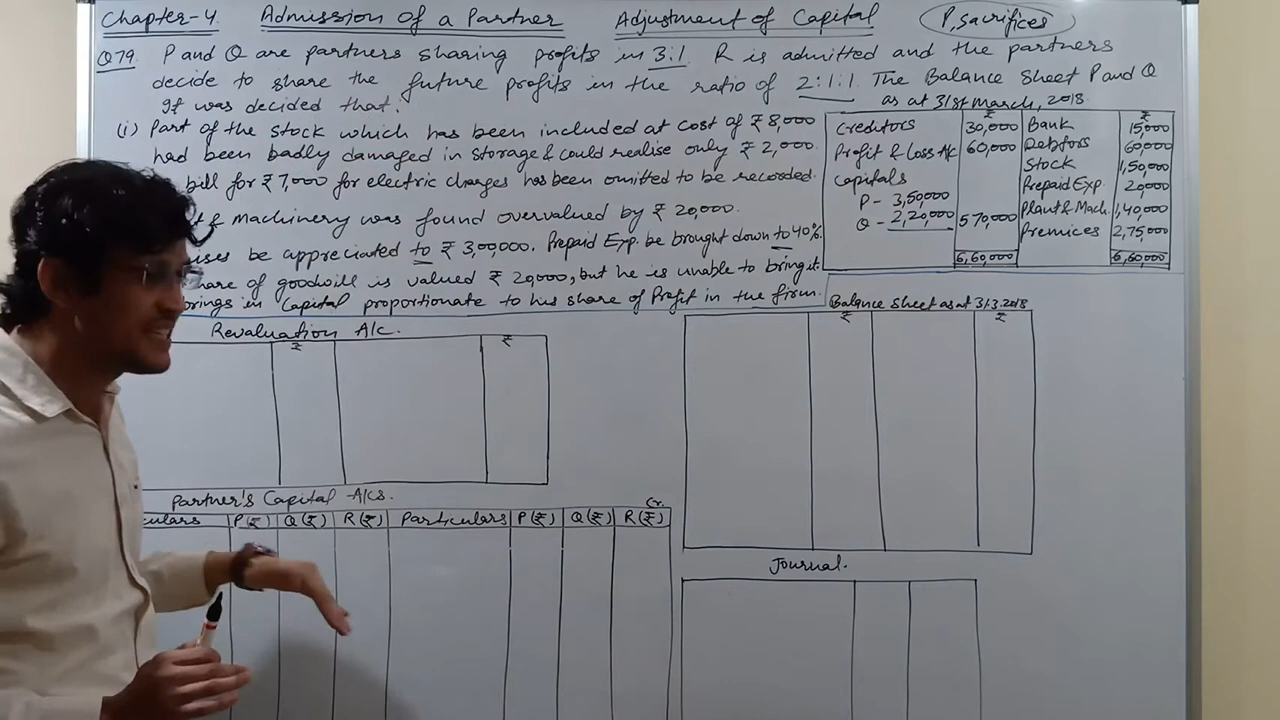 Chapter-4 Admission of a Partner Adjustment of Capital P, sacrifices
Q79 P and Q are partners sharing profits in 3:1. R is admitted and the partners
decide to share the future profits in the ratio of 2:1:1. The Balance Sheet P and Q
It was decided that: as at 31st March, 2018
(i) Part of the stock which has been included at cost of ₹ 8,000
had been badly damaged in storage & could realise only ₹ 2,000.
bill for ₹ 7,000 for electric charges has been omitted to be recorded.
t & Machinery was found overvalued by ₹ 20,000.
ises be appreciated to ₹ 3,00,000. Prepaid Exp. be brought down to 40%.
hare of goodwill is valued ₹ 20,000, but he is unable to bring it
rings in Capital proportionate to his share of Profit in the firm.
₹ ₹
Creditors 30,000 Bank 15,000
Profit & Loss A/c 60,000 Debtors 60,000
Capitals Stock 1,50,000
P - 3,50,000 Prepaid Exp. 20,000
Q - 2,20,000 5,70,000 Plant & Mach. 1,40,000
Premices 2,75,000
6,60,000 6,60,000
Revaluation A/c.
₹ ₹
Balance Sheet as at 31.3.2018
₹ ₹
Partner's Capital A/cs.
Cr.
culars P(₹) Q(₹) R(₹) Particulars P(₹) Q(₹) R(₹)
Journal.